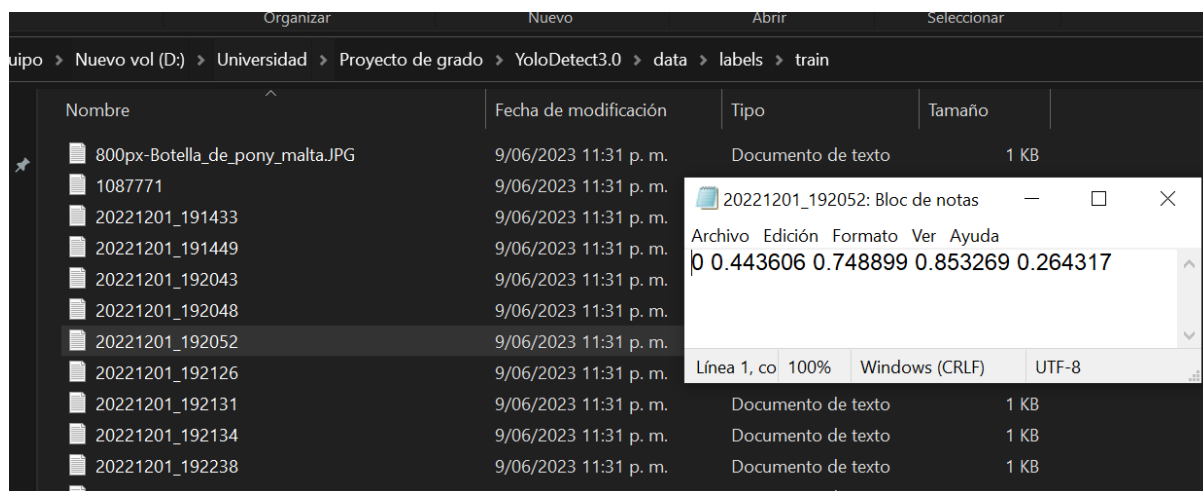 Organizar Nuevo Abrir Seleccionar
uipo > Nuevo vol (D:) > Universidad > Proyecto de grado > YoloDetect3.0 > data > labels > train
Nombre Fecha de modificación Tipo Tamaño
800px-Botella_de_pony_malta.JPG 9/06/2023 11:31 p. m. Documento de texto 1 KB
1087771 9/06/2023 11:31 p. m.
20221201_192052: Bloc de notas
20221201_191433 9/06/2023 11:31 p. m.
Archivo Edición Formato Ver Ayuda
20221201_191449 9/06/2023 11:31 p. m.
0 0.443606 0.748899 0.853269 0.264317
20221201_192043 9/06/2023 11:31 p. m.
20221201_192048 9/06/2023 11:31 p. m.
20221201_192052 9/06/2023 11:31 p. m.
Línea 1, co 100% Windows (CRLF) UTF-8
20221201_192126 9/06/2023 11:31 p. m.
20221201_192131 9/06/2023 11:31 p. m. Documento de texto 1 KB
20221201_192134 9/06/2023 11:31 p. m. Documento de texto 1 KB
20221201_192238 9/06/2023 11:31 p. m. Documento de texto 1 KB